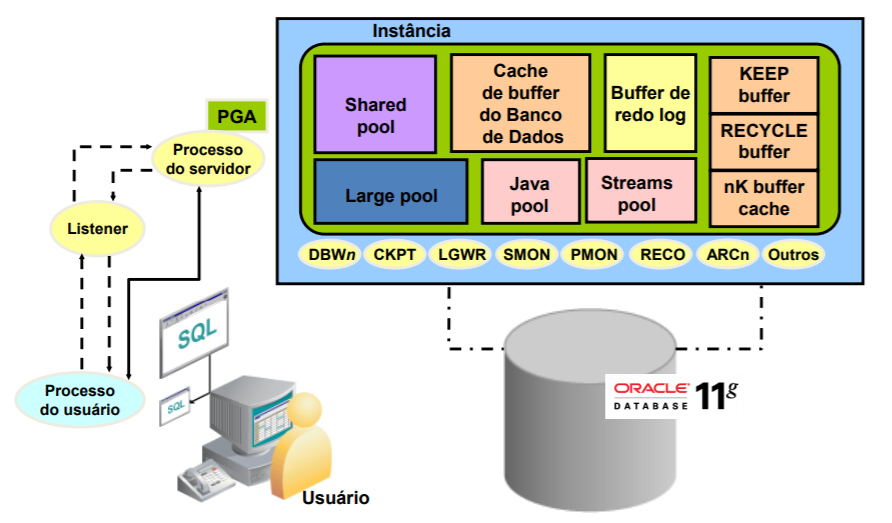 Instância
Shared
pool
Cache
de buffer
do Banco
de Dados
Buffer de
redo log
KEEP
buffer
RECYCLE
buffer
nK buffer
cache
Large pool
Java
pool
Streams
pool
DBWn
CKPT
LGWR
SMON
PMON
RECO
ARCn
Outros
PGA
Processo
do servidor
Listener
Processo
do usuário
SQL
SQL
Usuário
ORACLE
DATABASE
11g